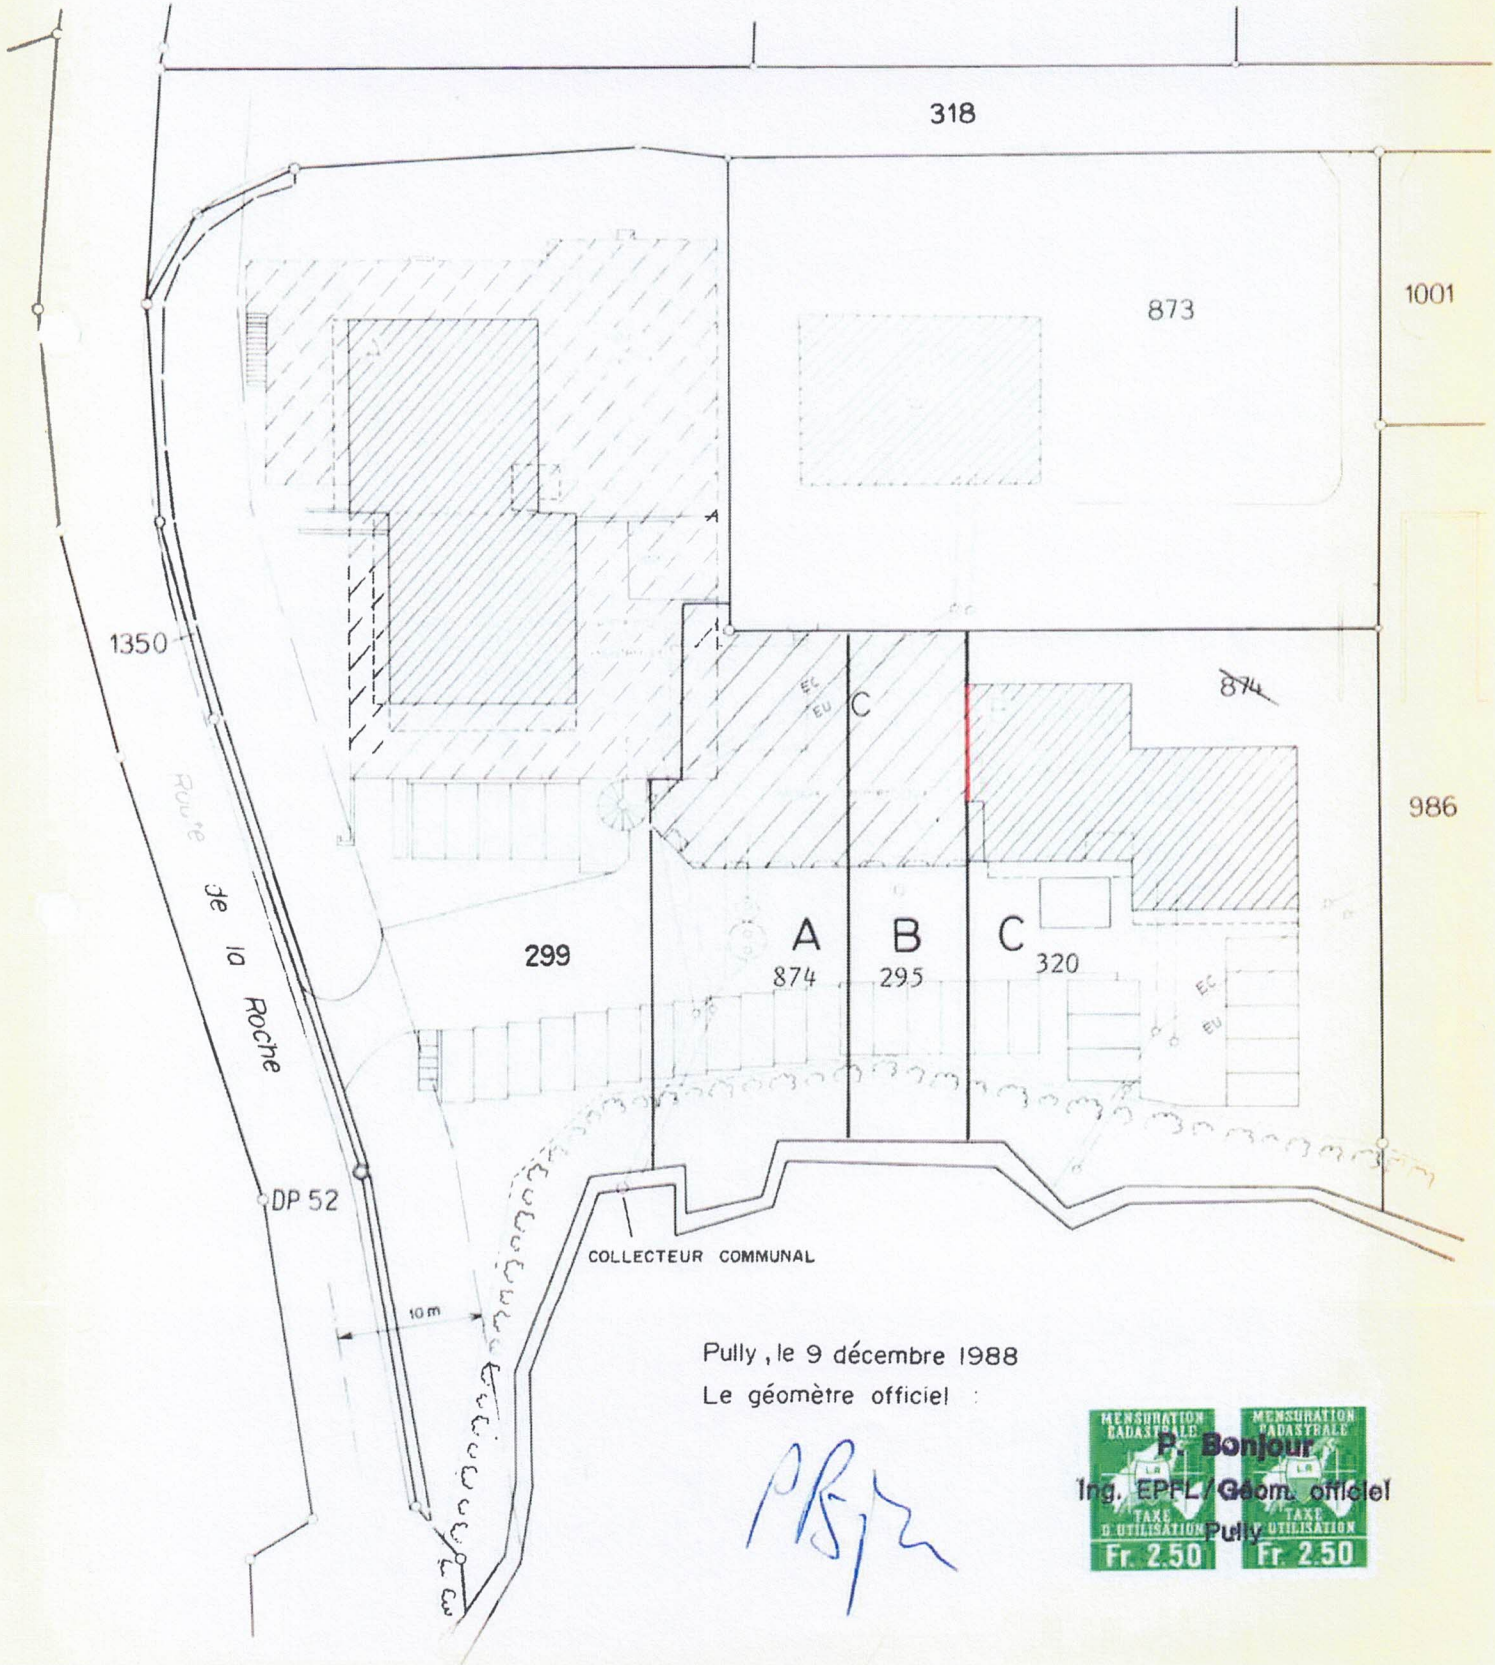 318
873
1001
1350
874
EC
EU
C
986
Route de la Roche
299
A
B
C
874
295
320
EC
EU
DP 52
COLLECTEUR COMMUNAL
10 m
Pully, le 9 décembre 1988
Le géomètre officiel :
MENSURATION
CADASTRALE
TAXE
D'UTILISATION
Fr. 2.50
MENSURATION
CADASTRALE
TAXE
D'UTILISATION
Fr. 2.50
P. Bonjour
Ing. EPFL/Géom. officiel
Pully